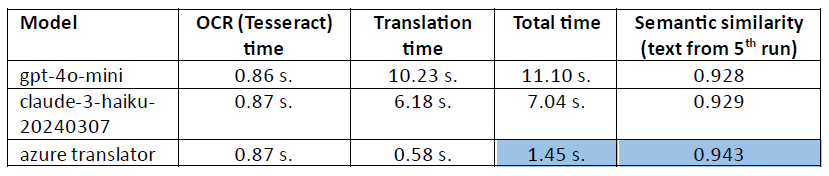 Model OCR (Tesseract) time Translation time Total time Semantic similarity (text from 5th run)
gpt-4o-mini 0.86 s. 10.23 s. 11.10 s. 0.928
claude-3-haiku-20240307 0.87 s. 6.18 s. 7.04 s. 0.929
azure translator 0.87 s. 0.58 s. 1.45 s. 0.943